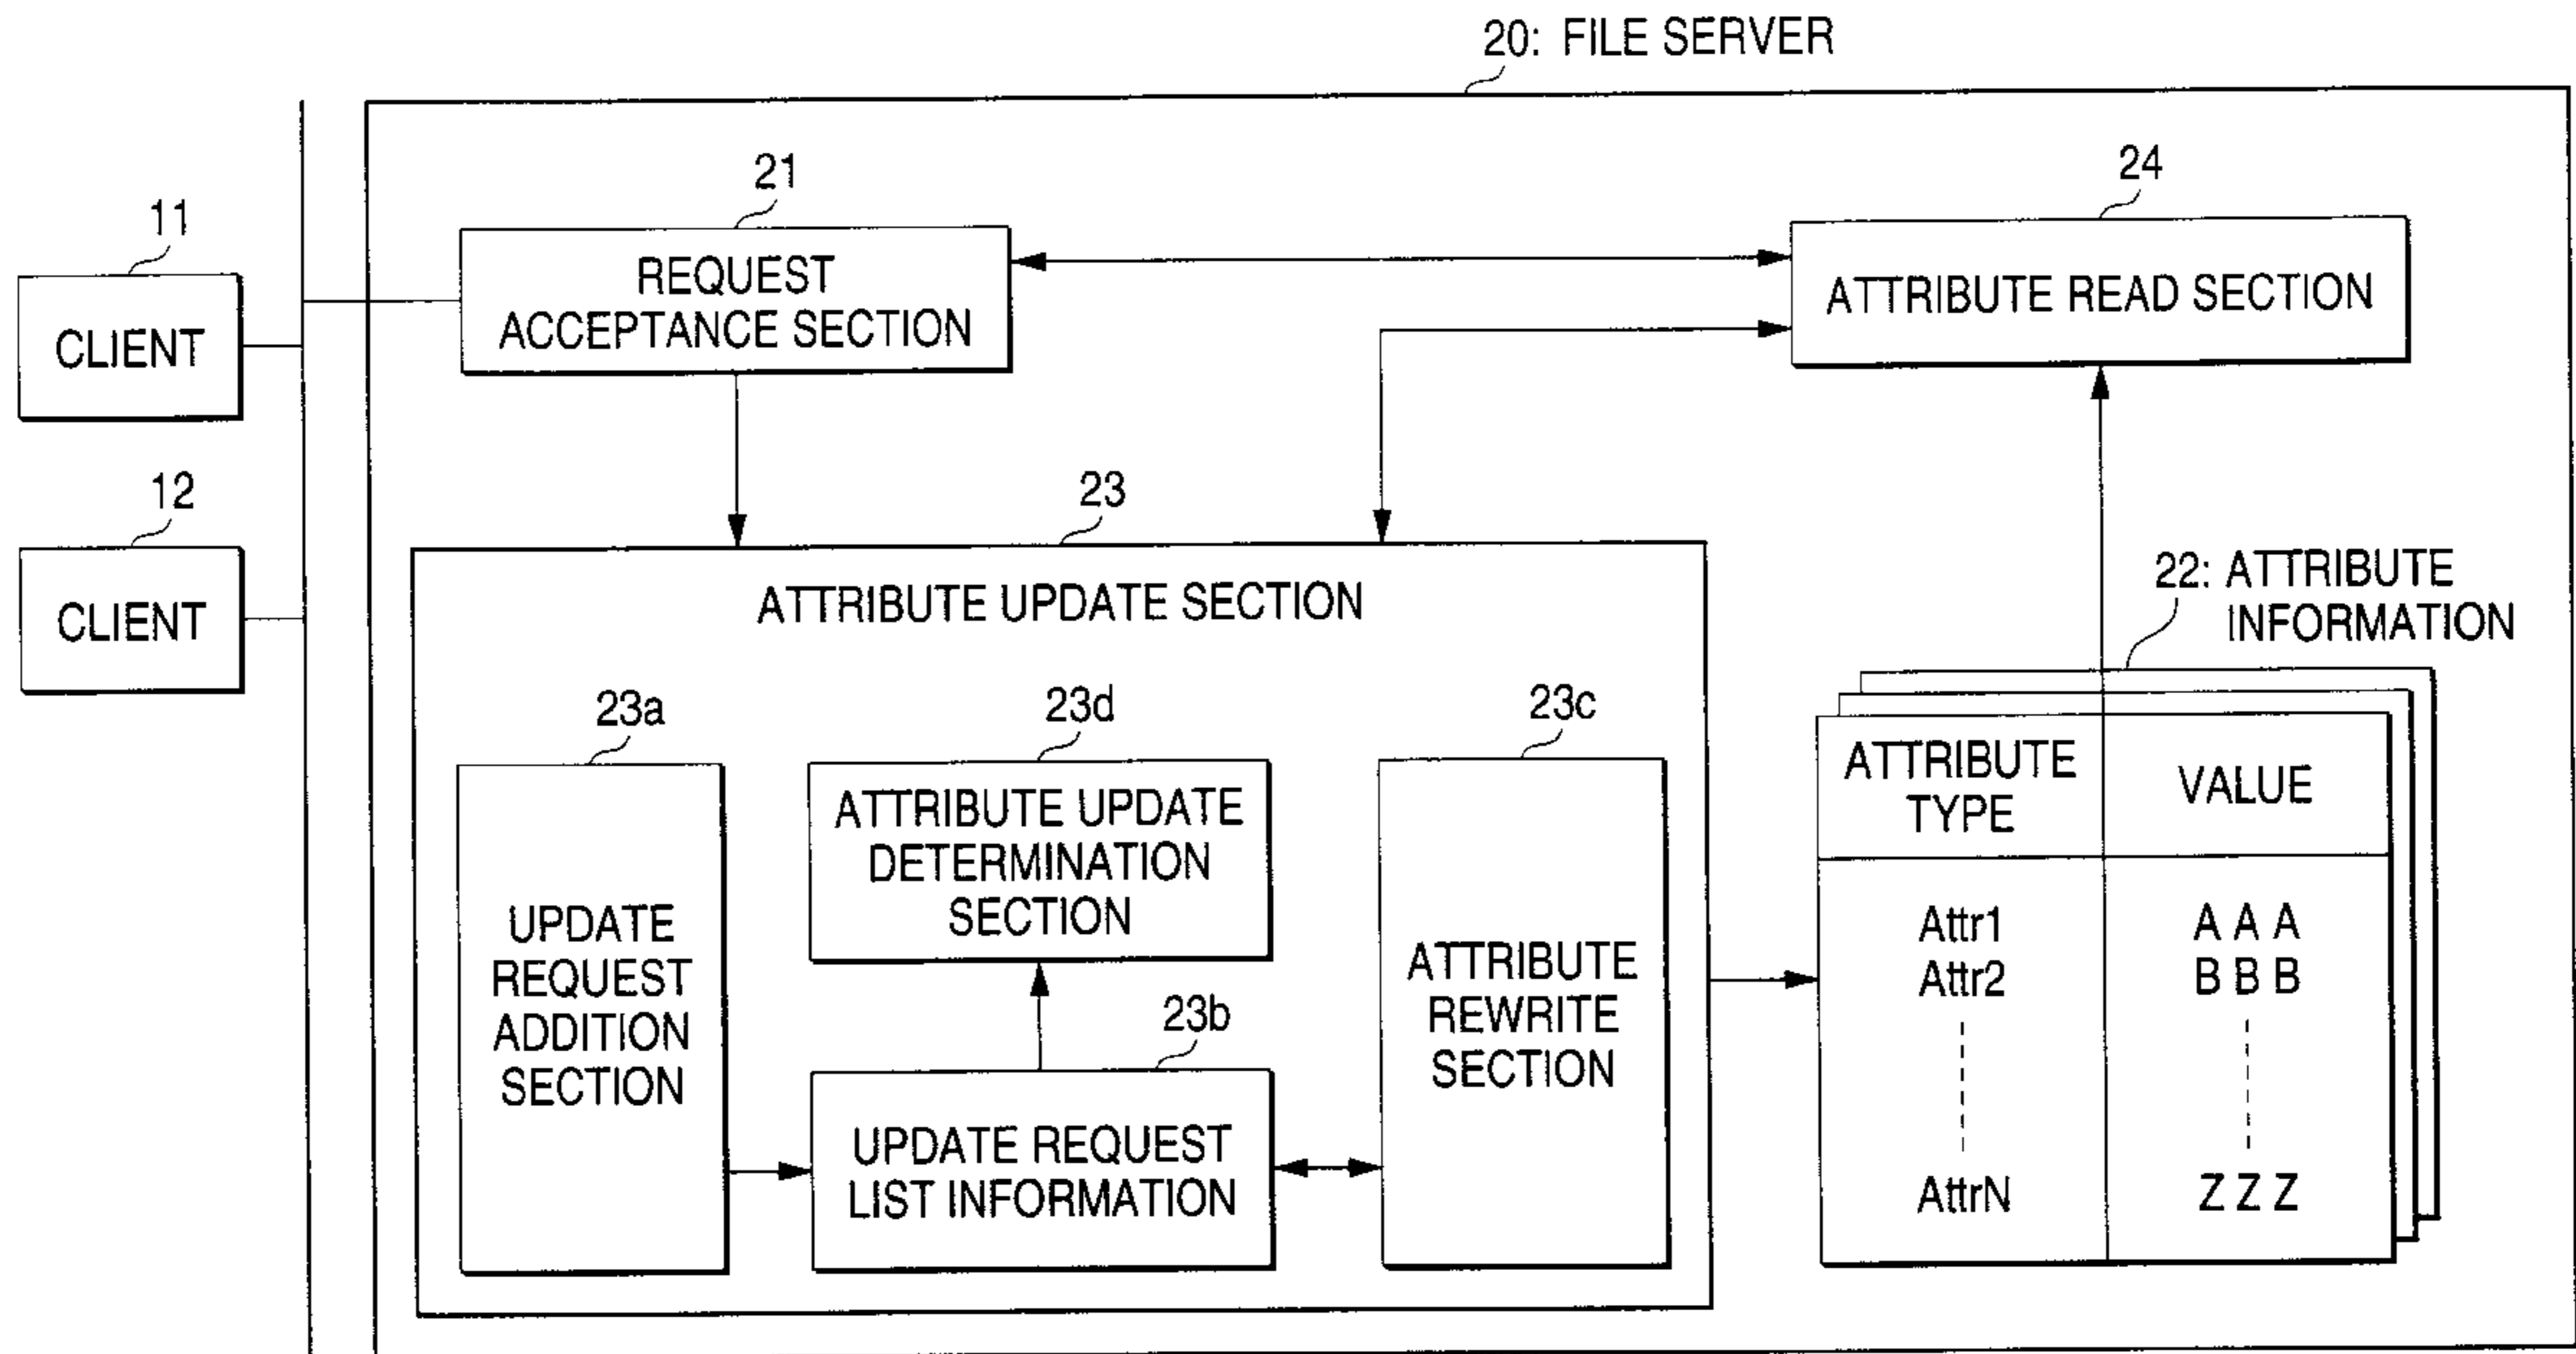 20: FILE SERVER
21
24
11
REQUEST
ACCEPTANCE SECTION
ATTRIBUTE READ SECTION
CLIENT
12
23
CLIENT
ATTRIBUTE UPDATE SECTION
22: ATTRIBUTE
INFORMATION
23a
23d
23c
UPDATE
REQUEST
ADDITION
SECTION
ATTRIBUTE UPDATE
DETERMINATION
SECTION
23b
UPDATE REQUEST
LIST INFORMATION
ATTRIBUTE
REWRITE
SECTION
ATTRIBUTE
TYPE
VALUE
Attr1
A A A
Attr2
B B B
AttrN
Z Z Z